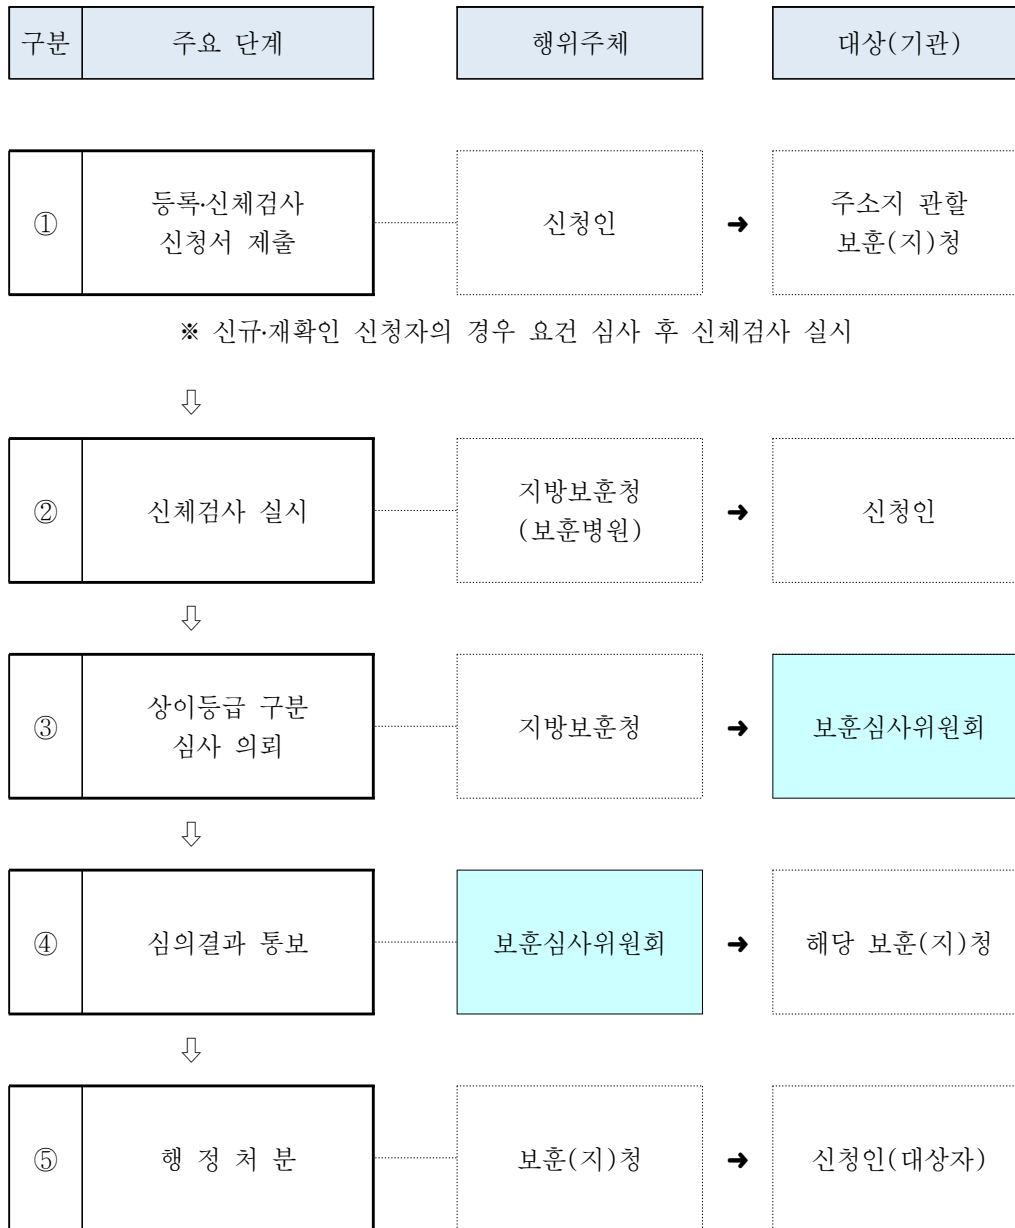 구분 주요 단계 행위주체 대상(기관)
① 등록·신체검사 신청인 ➜ 주소지 관할
신청서 제출 보훈(지)청
※ 신규·재확인 신청자의 경우 요건 심사 후 신체검사 실시
⇩
② 신체검사 실시 지방보훈청 ➜ 신청인
(보훈병원)
⇩
③ 상이등급 구분 지방보훈청 ➜ 보훈심사위원회
심사 의뢰
⇩
④ 심의결과 통보 보훈심사위원회 ➜ 해당 보훈(지)청
⇩
⑤ 행 정 처 분 보훈(지)청 ➜ 신청인(대상자)